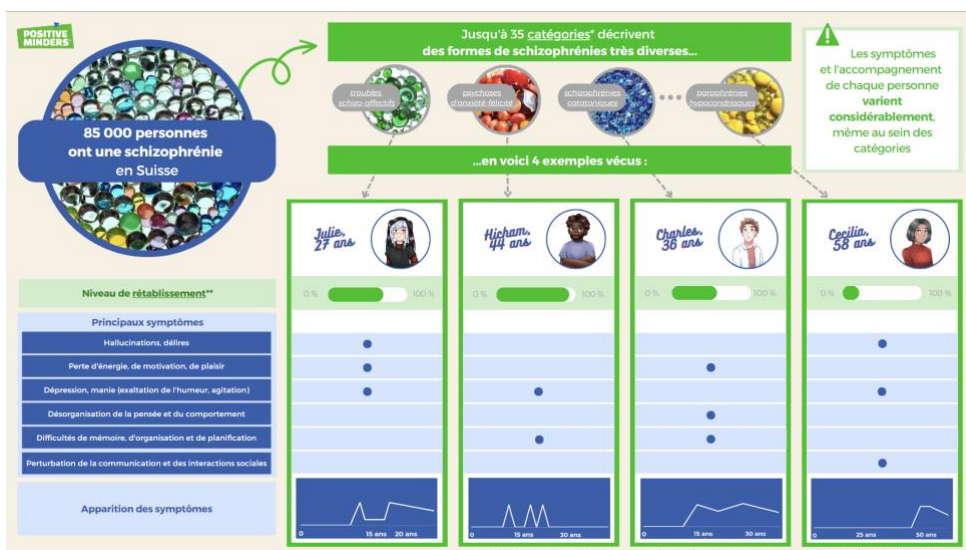 POSITIVE
MINDERS
85 000 personnes
ont une schizophrénie
en Suisse
Jusqu'à 35 catégories* décrivent
des formes de schizophrénies très diverses...
troubles
schizo-affectifs
psychoses
d'anxiété-félicité
schizophrénies
catatoniques
paraphrénies
hypocondriaques
...en voici 4 exemples vécus :
Les symptômes
et l'accompagnement
de chaque personne
varient
considérablement,
même au sein des
catégories
Julie,
27 ans
Hicham,
44 ans
Charles,
36 ans
Cecilia,
58 ans
Niveau de rétablissement**
0 % 100 %
0 % 100 %
0 % 100 %
0 % 100 %
Principaux symptômes
Hallucinations, délires
Perte d'énergie, de motivation, de plaisir
Dépression, manie (exaltation de l'humeur, agitation)
Désorganisation de la pensée et du comportement
Difficultés de mémoire, d'organisation et de planification
Perturbation de la communication et des interactions sociales
Apparition des symptômes
0 15 ans 20 ans
0 15 ans 30 ans
0 15 ans 30 ans
0 25 ans 50 ans